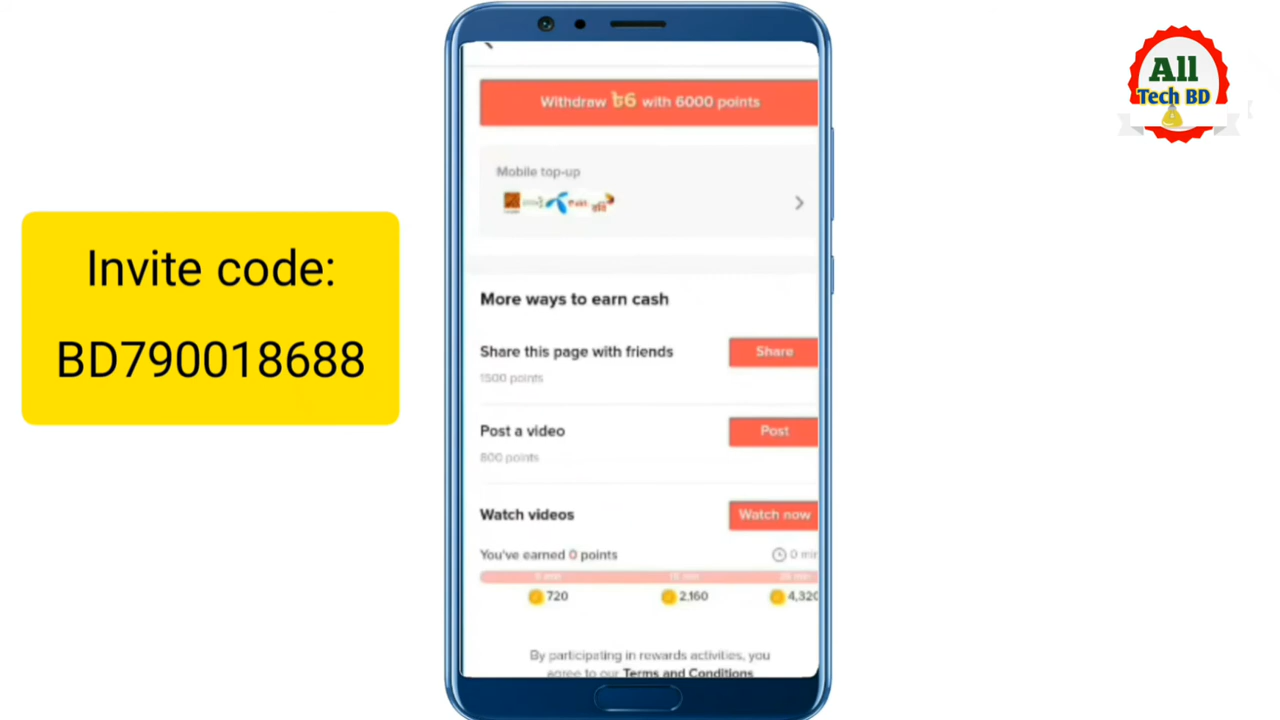 All
Tech BD
Invite code:
BD790018688
Withdraw ৳6 with 6000 points
Mobile top-up
More ways to earn cash
Share this page with friends
Share
1500 points
Post a video
Post
800 points
Watch videos
Watch now
You've earned 0 points
0 min
720
2,160
4,320
By participating in rewards activities, you
agree to our Terms and Conditions